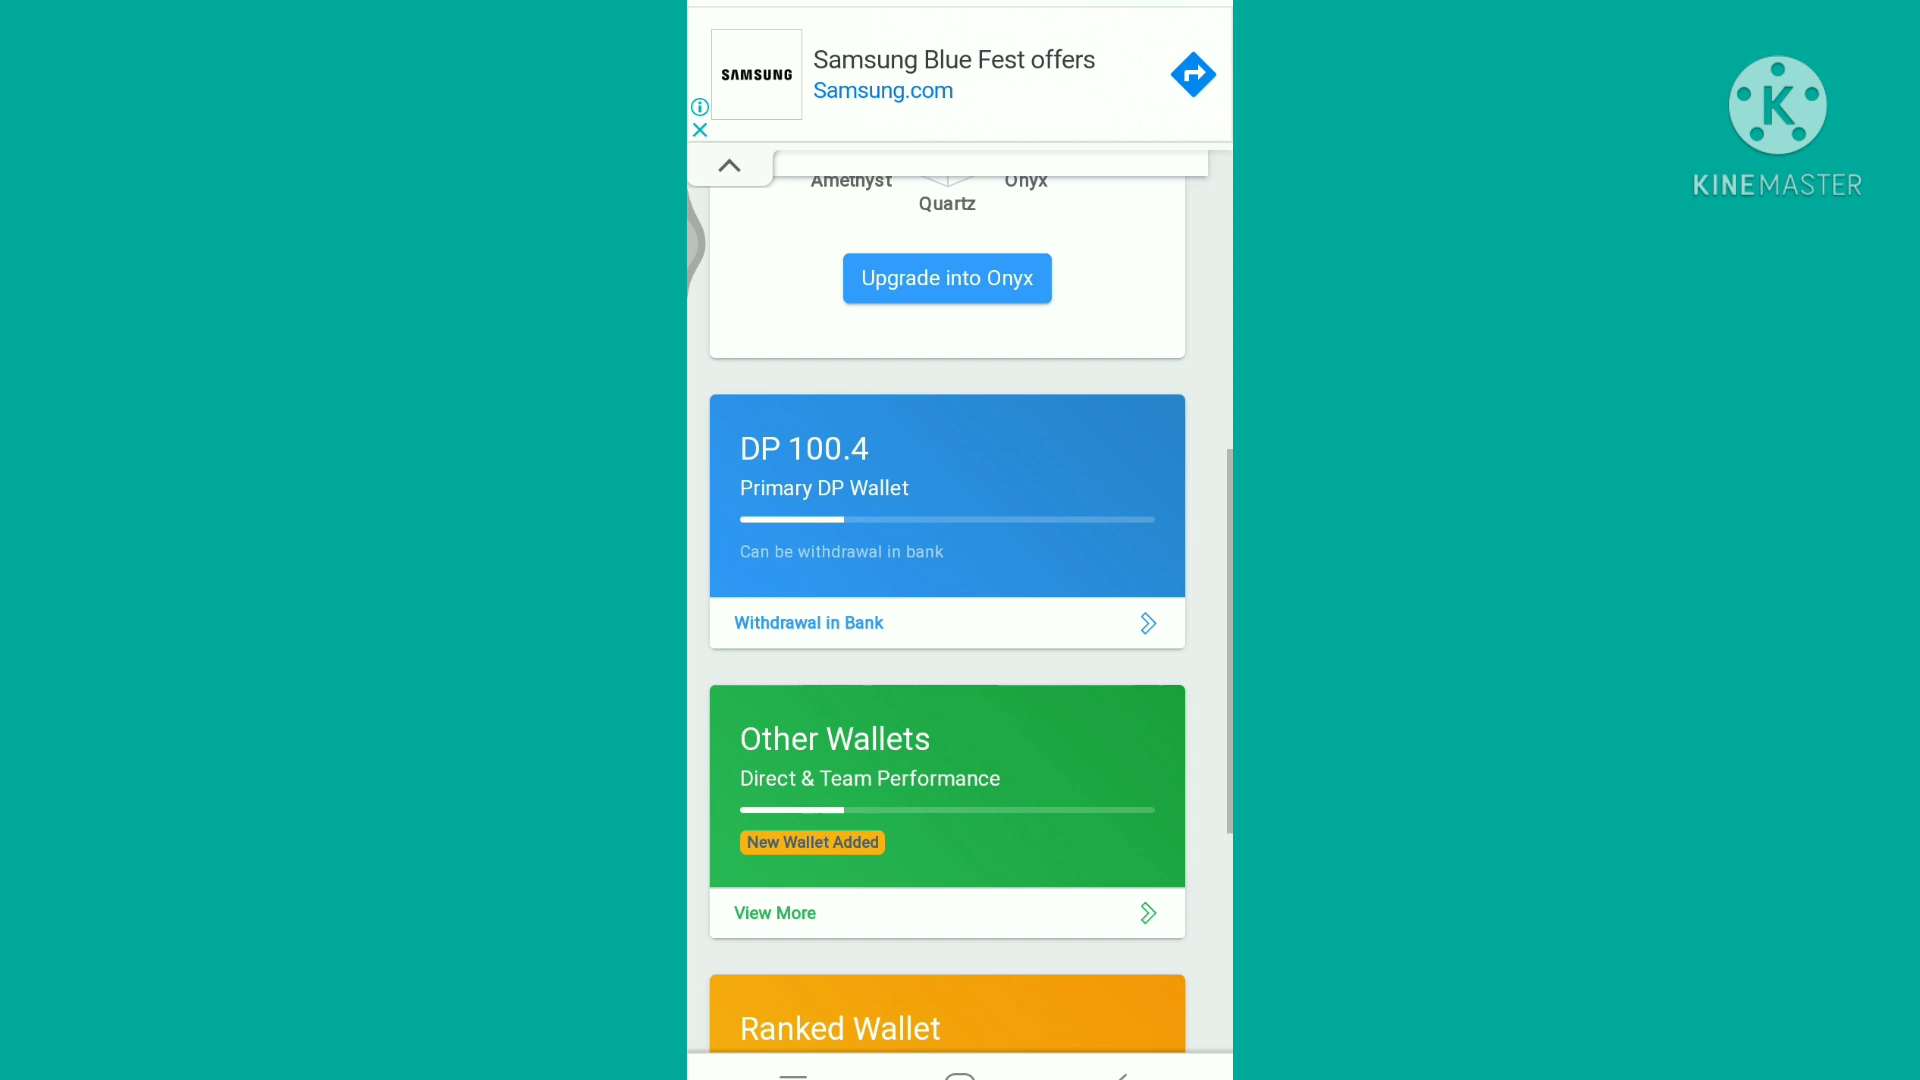 SAMSUNG
Samsung Blue Fest offers
Samsung.com
K
KINEMASTER
Amethyst
Onyx
Quartz
Upgrade into Onyx
DP 100.4
Primary DP Wallet
Can be withdrawal in bank
Withdrawal in Bank
Other Wallets
Direct & Team Performance
New Wallet Added
View More
Ranked Wallet